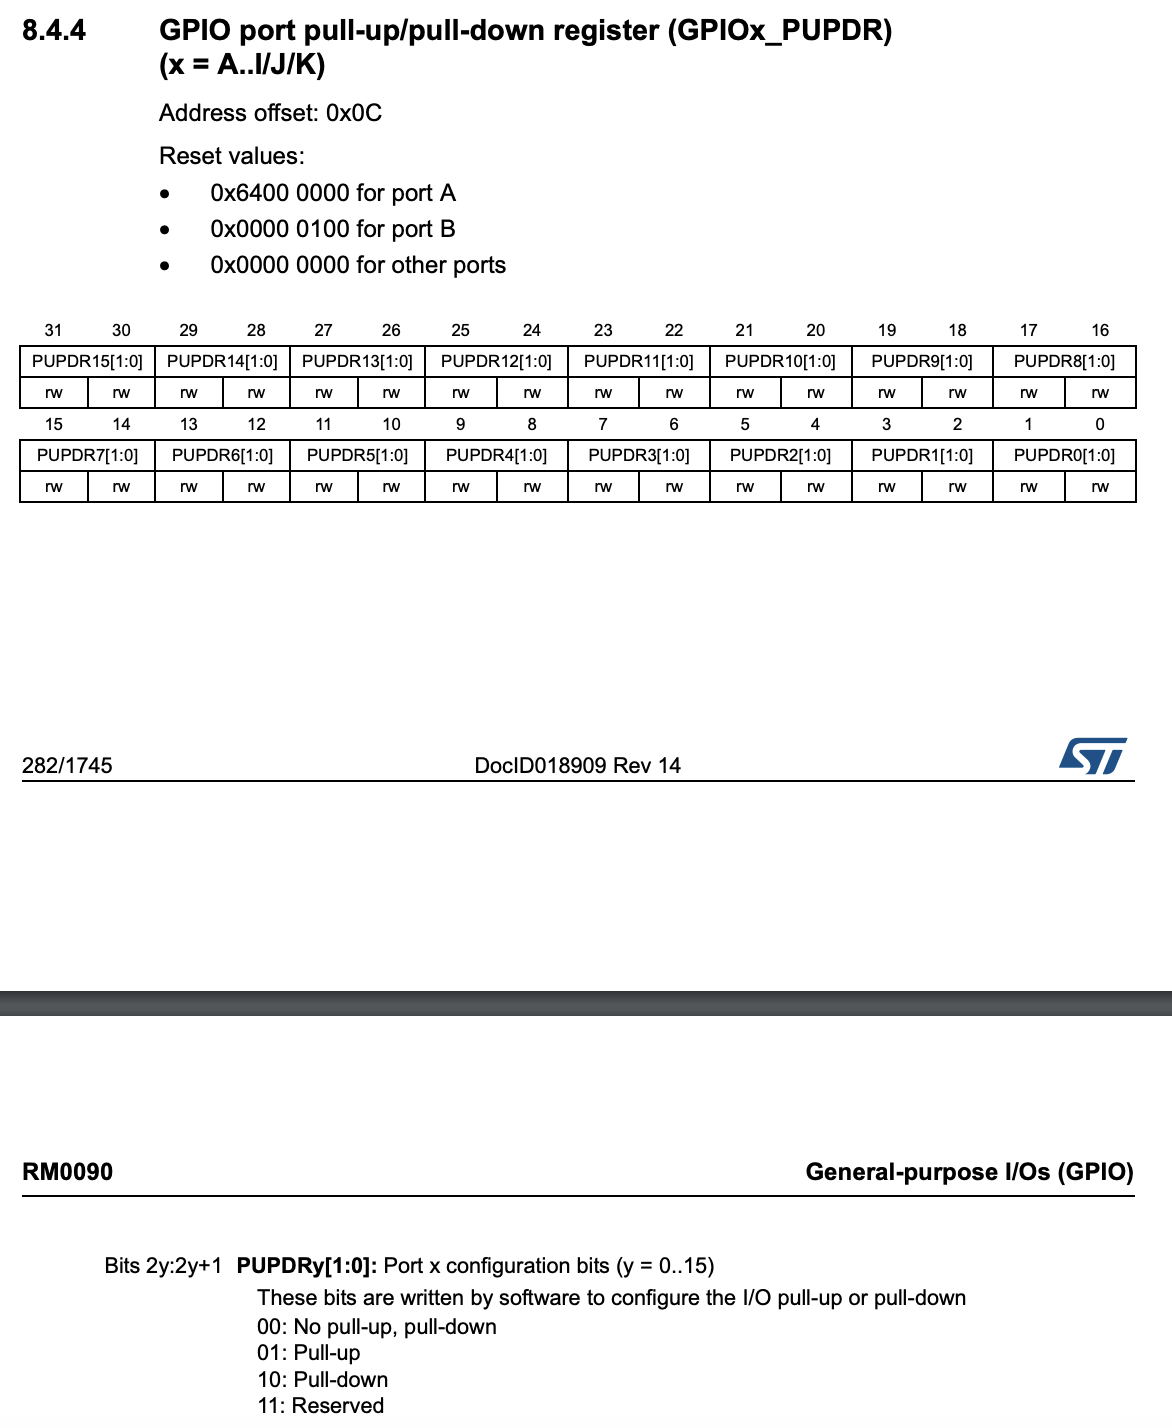 8.4.4 GPIO port pull-up/pull-down register (GPIOx_PUPDR)
(x = A..I/J/K)
Address offset: 0x0C
Reset values:
• 0x6400 0000 for port A
• 0x0000 0100 for port B
• 0x0000 0000 for other ports
31 30 29 28 27 26 25 24 23 22 21 20 19 18 17 16
PUPDR15[1:0] PUPDR14[1:0] PUPDR13[1:0] PUPDR12[1:0] PUPDR11[1:0] PUPDR10[1:0] PUPDR9[1:0] PUPDR8[1:0]
rw rw rw rw rw rw rw rw rw rw rw rw rw rw rw rw
15 14 13 12 11 10 9 8 7 6 5 4 3 2 1 0
PUPDR7[1:0] PUPDR6[1:0] PUPDR5[1:0] PUPDR4[1:0] PUPDR3[1:0] PUPDR2[1:0] PUPDR1[1:0] PUPDR0[1:0]
rw rw rw rw rw rw rw rw rw rw rw rw rw rw rw rw
282/1745 DocID018909 Rev 14 ST
RM0090 General-purpose I/Os (GPIO)
Bits 2y:2y+1 PUPDRy[1:0]: Port x configuration bits (y = 0..15)
These bits are written by software to configure the I/O pull-up or pull-down
00: No pull-up, pull-down
01: Pull-up
10: Pull-down
11: Reserved